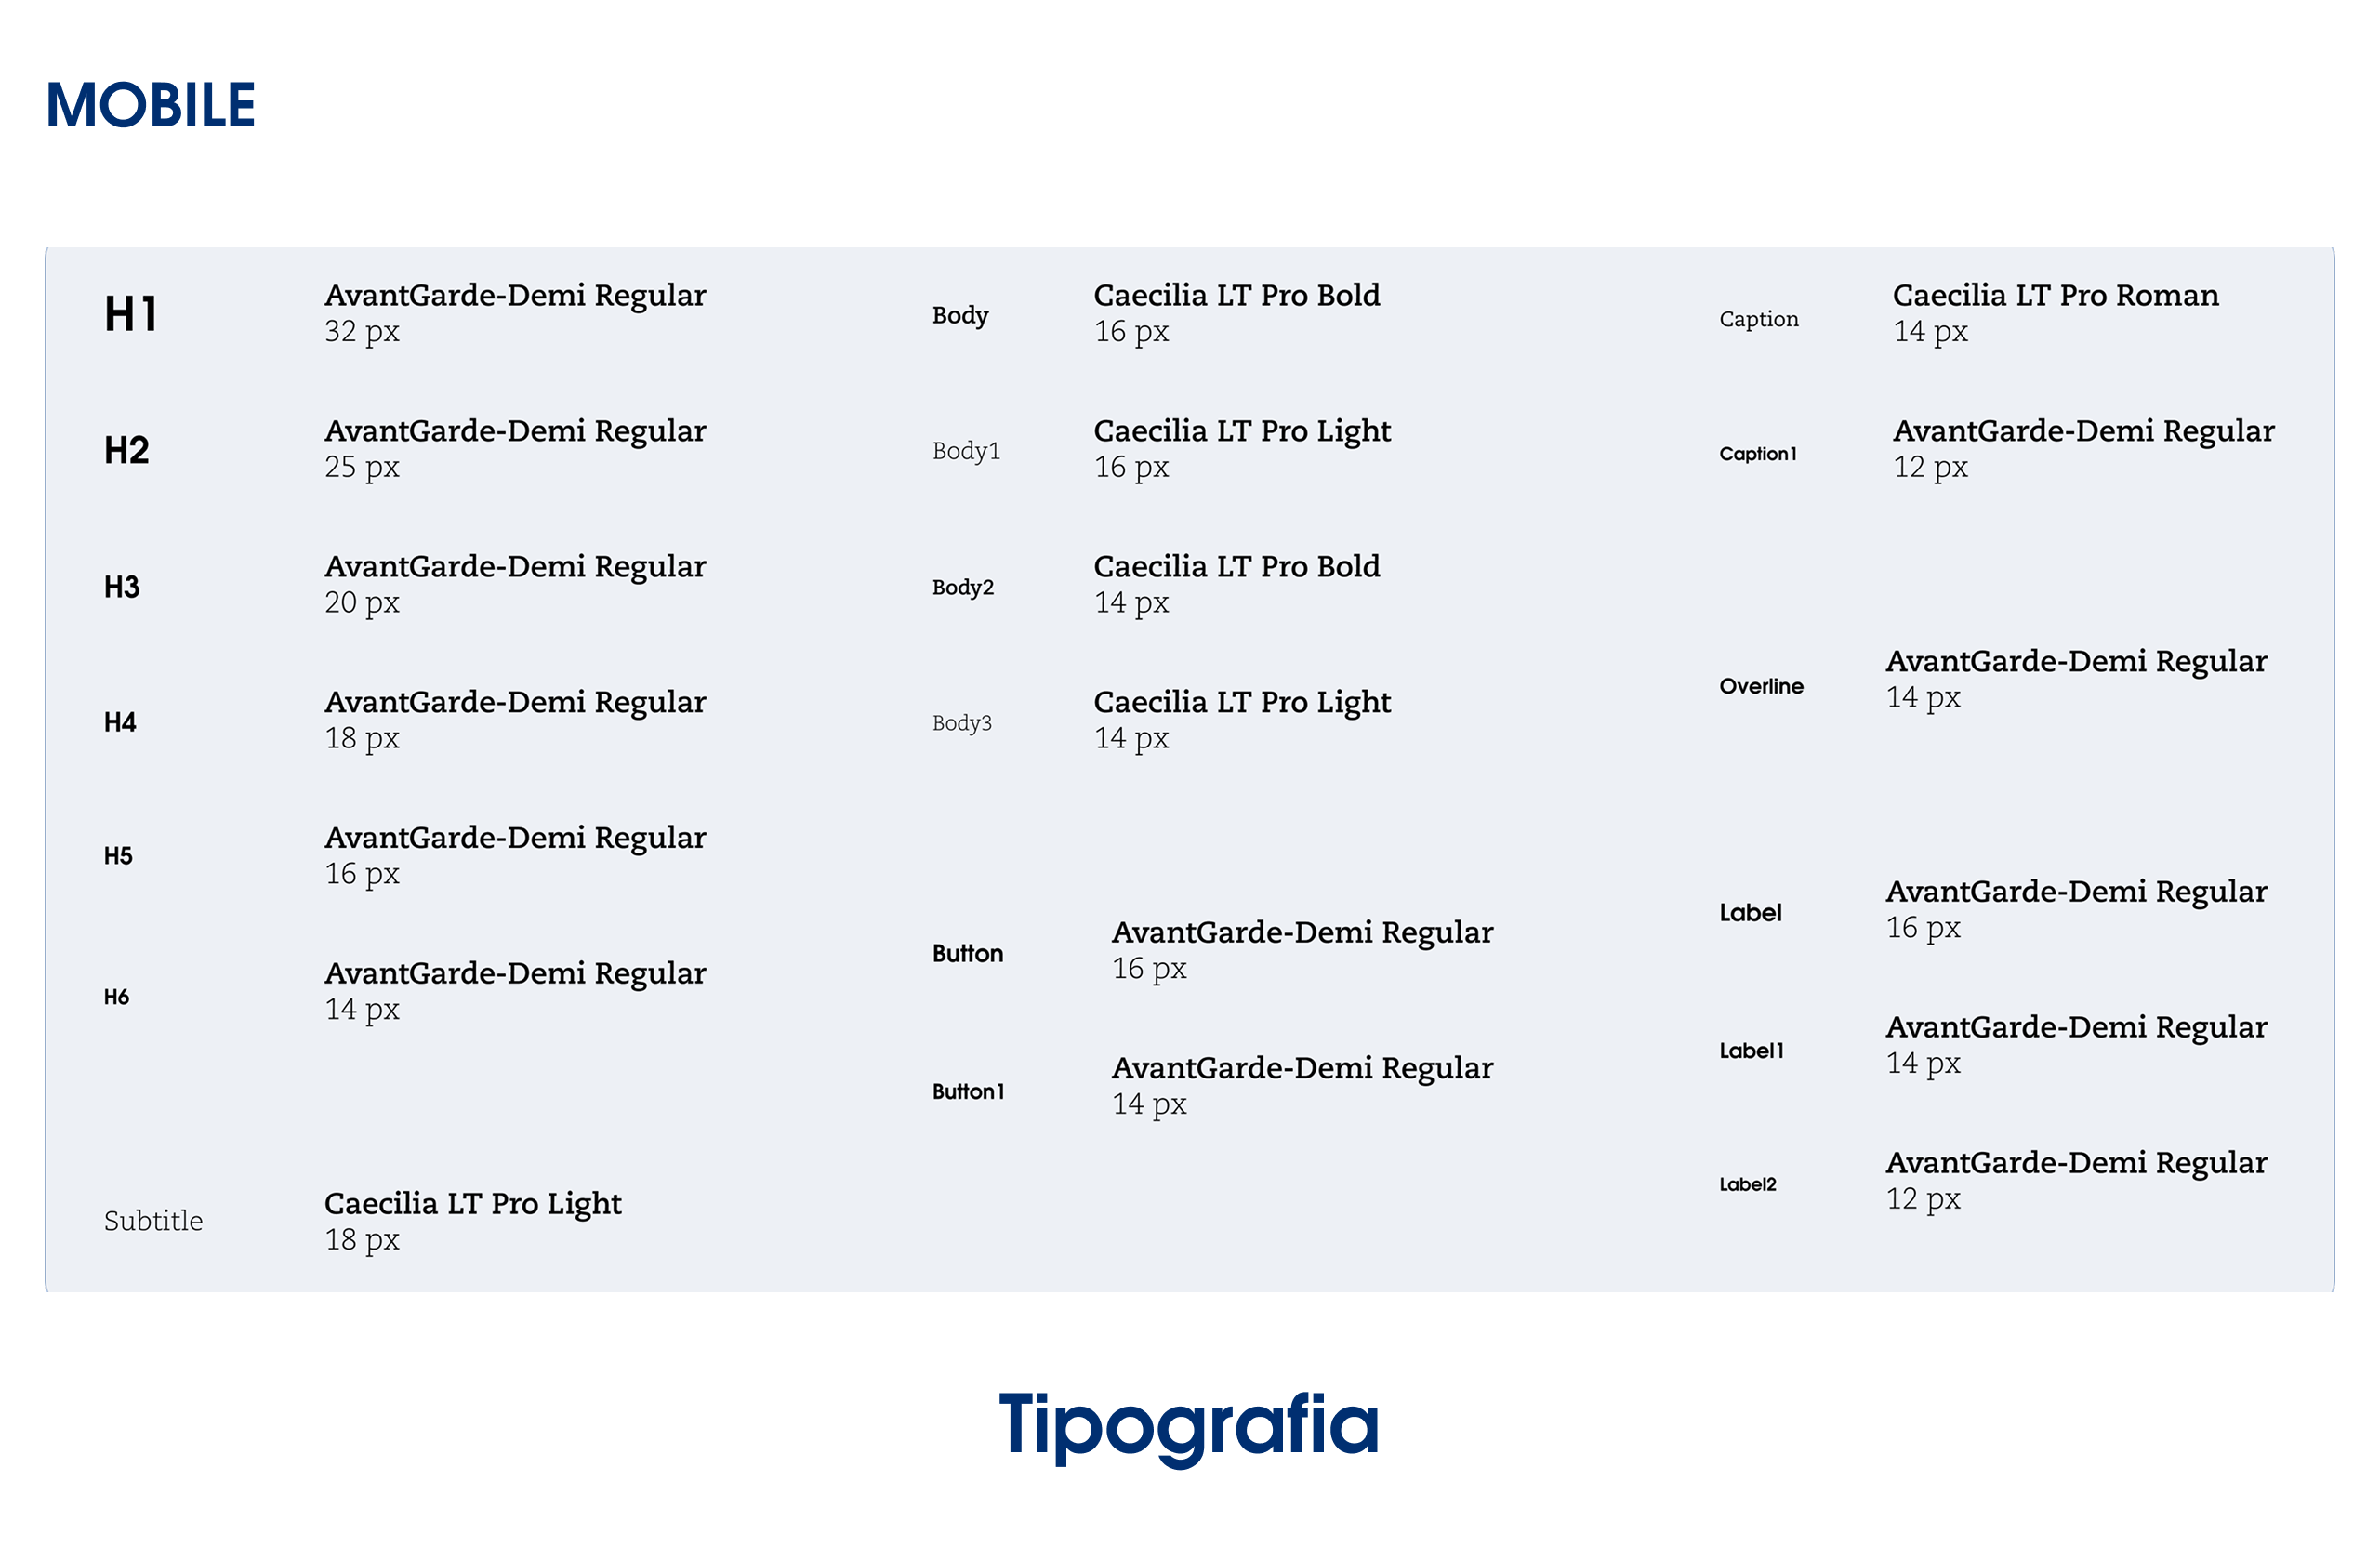 MOBILE
H1
AvantGarde-Demi Regular
32 px
H2
AvantGarde-Demi Regular
25 px
H3
AvantGarde-Demi Regular
20 px
H4
AvantGarde-Demi Regular
18 px
H5
AvantGarde-Demi Regular
16 px
H6
AvantGarde-Demi Regular
14 px
Subtitle
Caecilia LT Pro Light
18 px
Body
Caecilia LT Pro Bold
16 px
Body1
Caecilia LT Pro Light
16 px
Body2
Caecilia LT Pro Bold
14 px
Body3
Caecilia LT Pro Light
14 px
Button
AvantGarde-Demi Regular
16 px
Button1
AvantGarde-Demi Regular
14 px
Caption
Caecilia LT Pro Roman
14 px
Caption1
AvantGarde-Demi Regular
12 px
Overline
AvantGarde-Demi Regular
14 px
Label
AvantGarde-Demi Regular
16 px
Label1
AvantGarde-Demi Regular
14 px
Label2
AvantGarde-Demi Regular
12 px
Tipografia